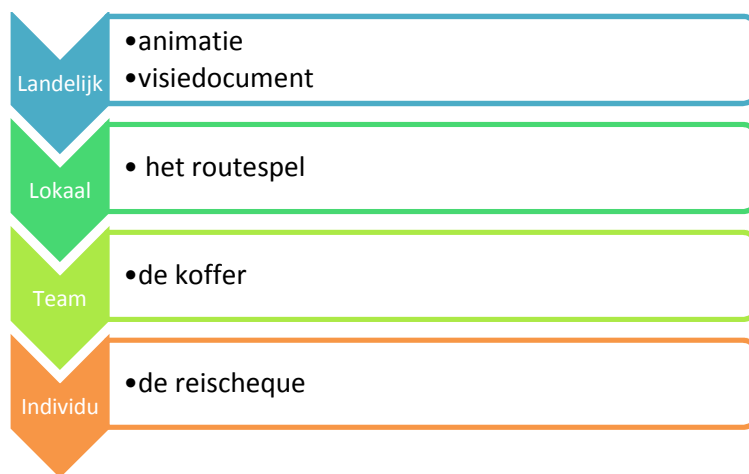 Landelijk
•animatie
•visiedocument
Lokaal
• het routespel
Team
•de koffer
Individu
•de reischeque